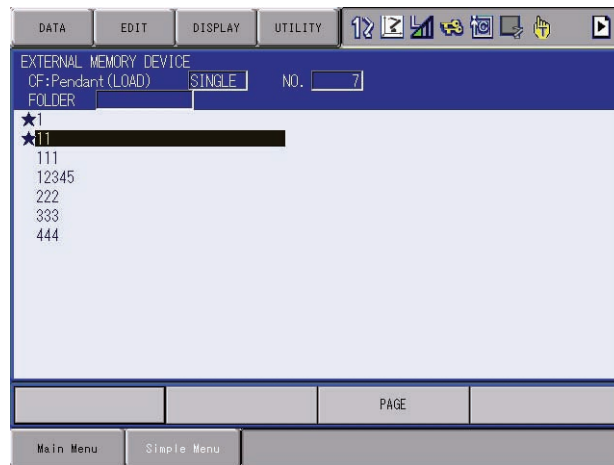 DATA EDIT DISPLAY UTILITY
EXTERNAL MEMORY DEVICE
CF:Pendant(LOAD) SINGLE NO. 7
FOLDER
★1
★11
111
12345
222
333
444
PAGE
Main Menu Simple Menu